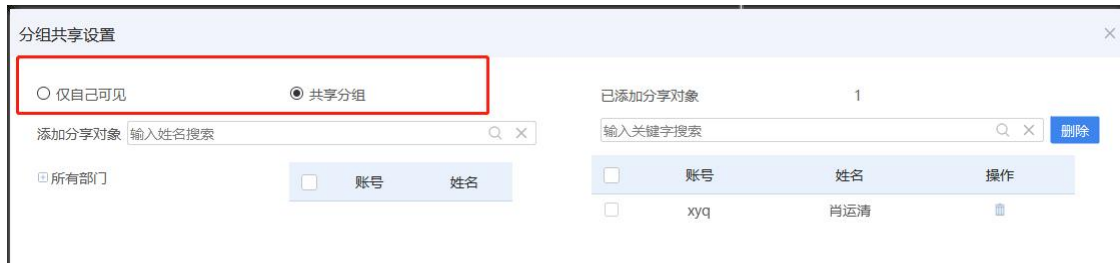 分组共享设置
仅自己可见 共享分组
添加分享对象 输入姓名搜索
所有部门
账号 姓名
已添加分享对象 1
输入关键字搜索 删除
账号 姓名 操作
xyq 肖运清